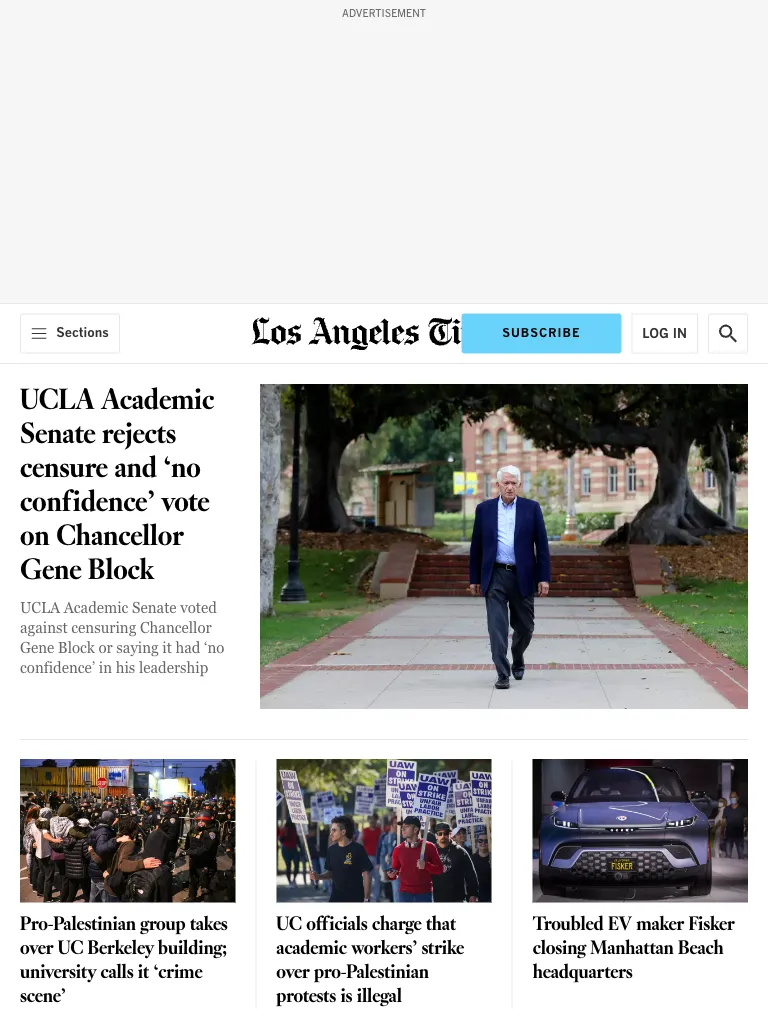 ADVERTISEMENT
Sections
Los Angeles Ti
SUBSCRIBE
LOG IN
UCLA Academic
Senate rejects
censure and ‘no
confidence’ vote
on Chancellor
Gene Block
UCLA Academic Senate voted
against censuring Chancellor
Gene Block or saying it had ‘no
confidence’ in his leadership
STOP
UAW
ON
STRIKE
UNFAIR
LABOR
PRACTICE
FISKER
Pro-Palestinian group takes
over UC Berkeley building;
university calls it ‘crime
scene’
UC officials charge that
academic workers’ strike
over pro-Palestinian
protests is illegal
Troubled EV maker Fisker
closing Manhattan Beach
headquarters